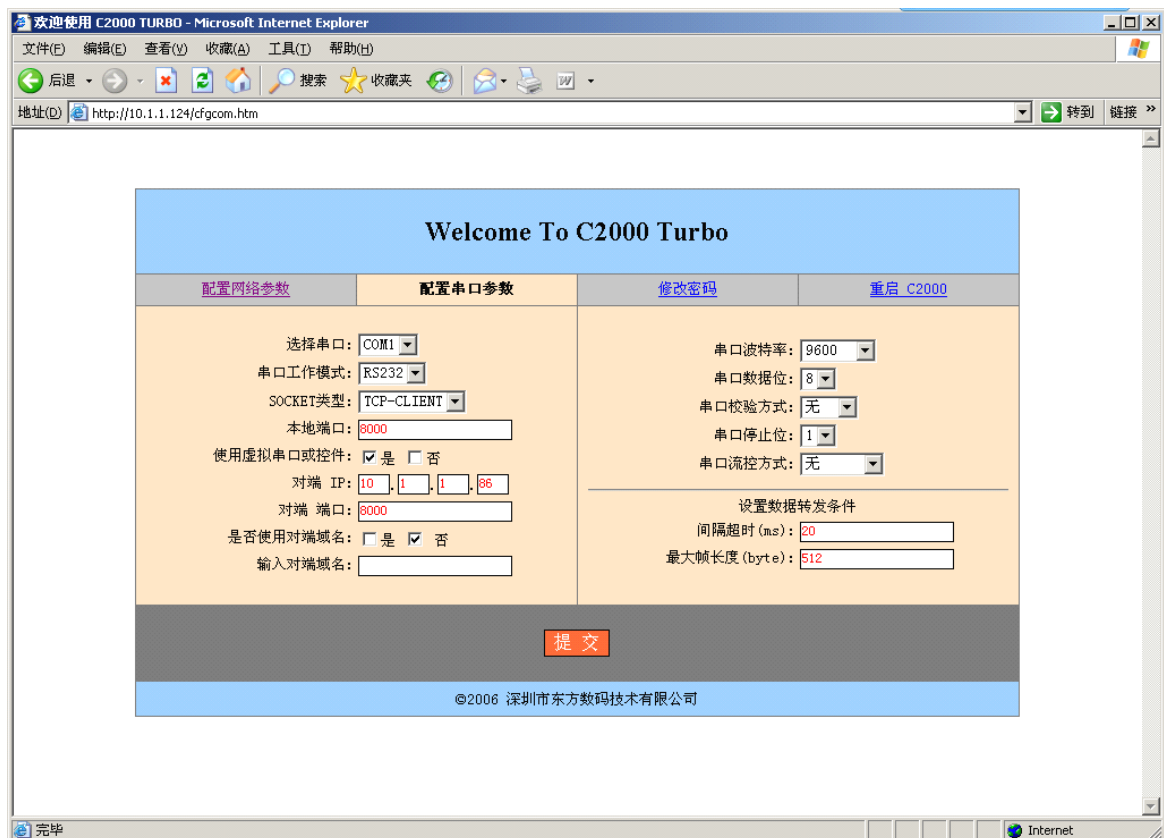 欢迎使用 C2000 TURBO - Microsoft Internet Explorer
文件(F) 编辑(E) 查看(V) 收藏(A) 工具(T) 帮助(H)
后退 搜索 收藏夹
地址(D) http://10.1.1.124/cfgcom.htm 转到 链接 »
Welcome To C2000 Turbo
配置网络参数 配置串口参数 修改密码 重启 C2000
选择串口: COM1
串口工作模式: RS232
SOCKET类型: TCP-CLIENT
本地端口: 8000
使用虚拟串口或控件: 是 否
对端 IP: 10 . 1 . 1 . 86
对端 端口: 8000
是否使用对端域名: 是 否
输入对端域名:
串口波特率: 9600
串口数据位: 8
串口校验方式: 无
串口停止位: 1
串口流控方式: 无
设置数据转发条件
间隔超时(ms): 20
最大帧长度(byte): 512
提 交
©2006 深圳市东方数码技术有限公司
完毕 Internet